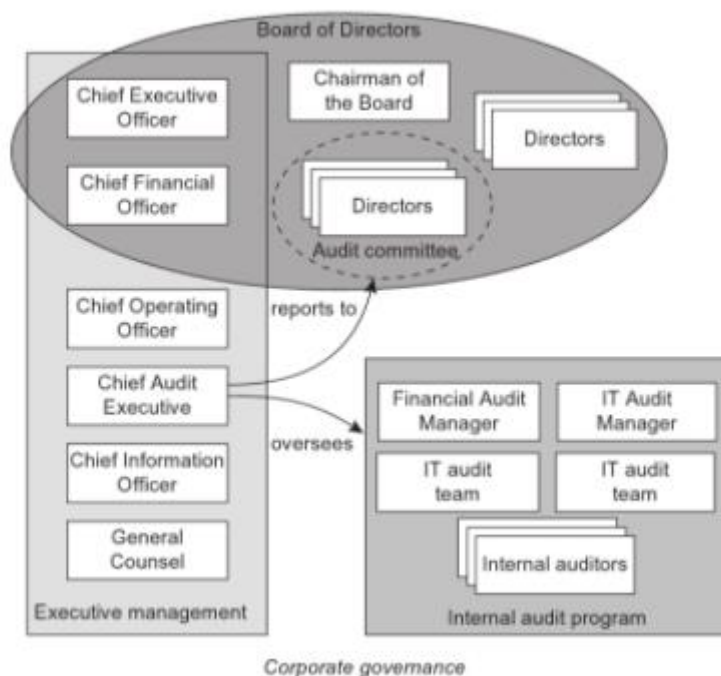 Board of Directors
Chief Executive
Officer
Chairman of
the Board
Directors
Chief Financial
Officer
Directors
Audit committee
Chief Operating
Officer
reports to
Chief Audit
Executive
oversees
Chief Information
Officer
General
Counsel
Executive management
Financial Audit
Manager
IT Audit
Manager
IT audit
team
IT audit
team
Internal auditors
Internal audit program
Corporate governance